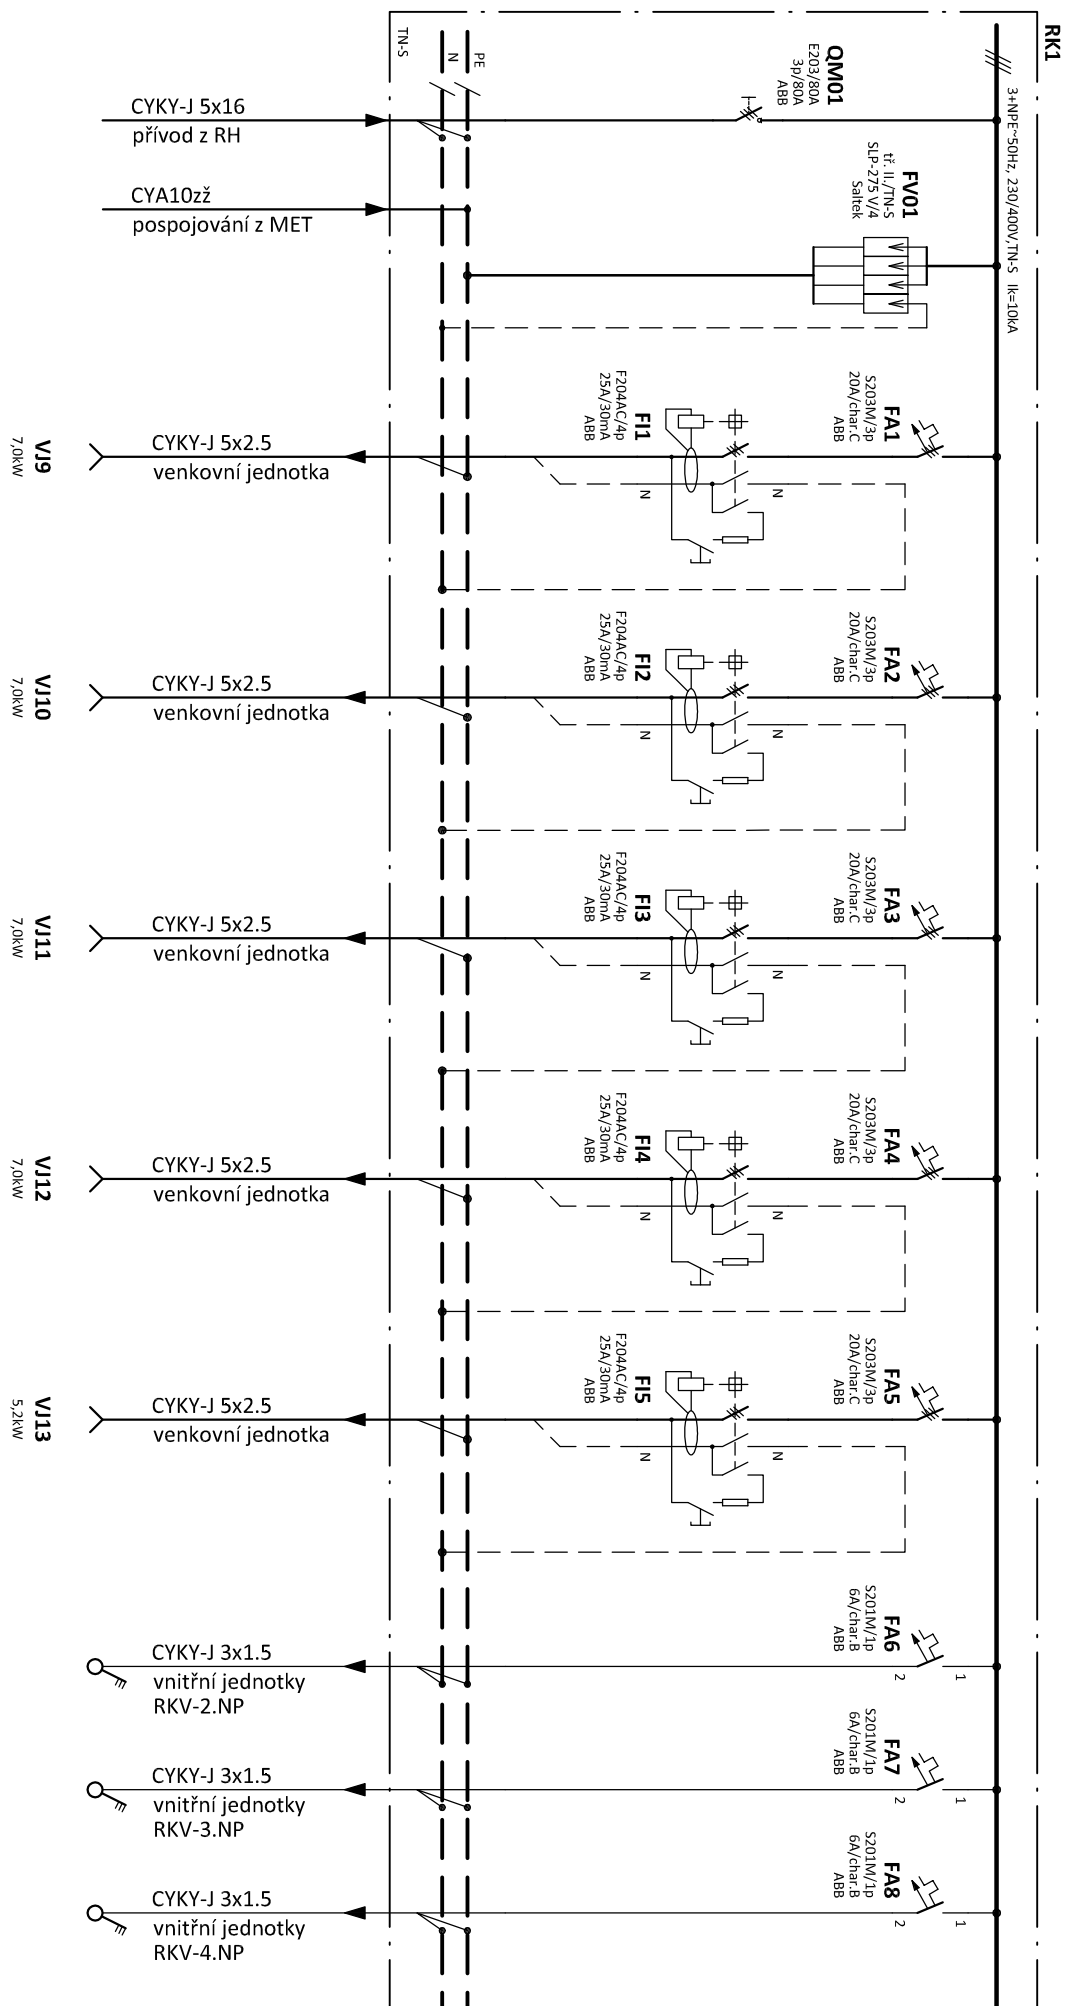 RK1
3+NPE~50Hz, 230/400V,TN-S Ik=10kA
QM01
E203/80A
3p/80A
ABB
PE
N
TN-S
CYKY-J 5x16
přívod z RH
FV01
tř. II./TN-S
SLP-275 V/4
Saltek
CYA10zž
pospojování z MET
FA1
S203M/3p
20A/char.C
ABB
FI1
F204AC/4p
25A/30mA
ABB
N
N
CYKY-J 5x2.5
venkovní jednotka
VJ9
7,0kW
FA2
S203M/3p
20A/char.C
ABB
FI2
F204AC/4p
25A/30mA
ABB
N
N
CYKY-J 5x2.5
venkovní jednotka
VJ10
7,0kW
FA3
S203M/3p
20A/char.C
ABB
FI3
F204AC/4p
25A/30mA
ABB
N
N
CYKY-J 5x2.5
venkovní jednotka
VJ11
7,0kW
FA4
S203M/3p
20A/char.C
ABB
FI4
F204AC/4p
25A/30mA
ABB
N
N
CYKY-J 5x2.5
venkovní jednotka
VJ12
7,0kW
FA5
S203M/3p
20A/char.C
ABB
FI5
F204AC/4p
25A/30mA
ABB
N
N
CYKY-J 5x2.5
venkovní jednotka
VJ13
5,2kW
FA6
S201M/1p
6A/char.B
ABB
1
2
CYKY-J 3x1.5
vnitřní jednotky
RKV-2.NP
FA7
S201M/1p
6A/char.B
ABB
1
2
CYKY-J 3x1.5
vnitřní jednotky
RKV-3.NP
FA8
S201M/1p
6A/char.B
ABB
1
2
CYKY-J 3x1.5
vnitřní jednotky
RKV-4.NP